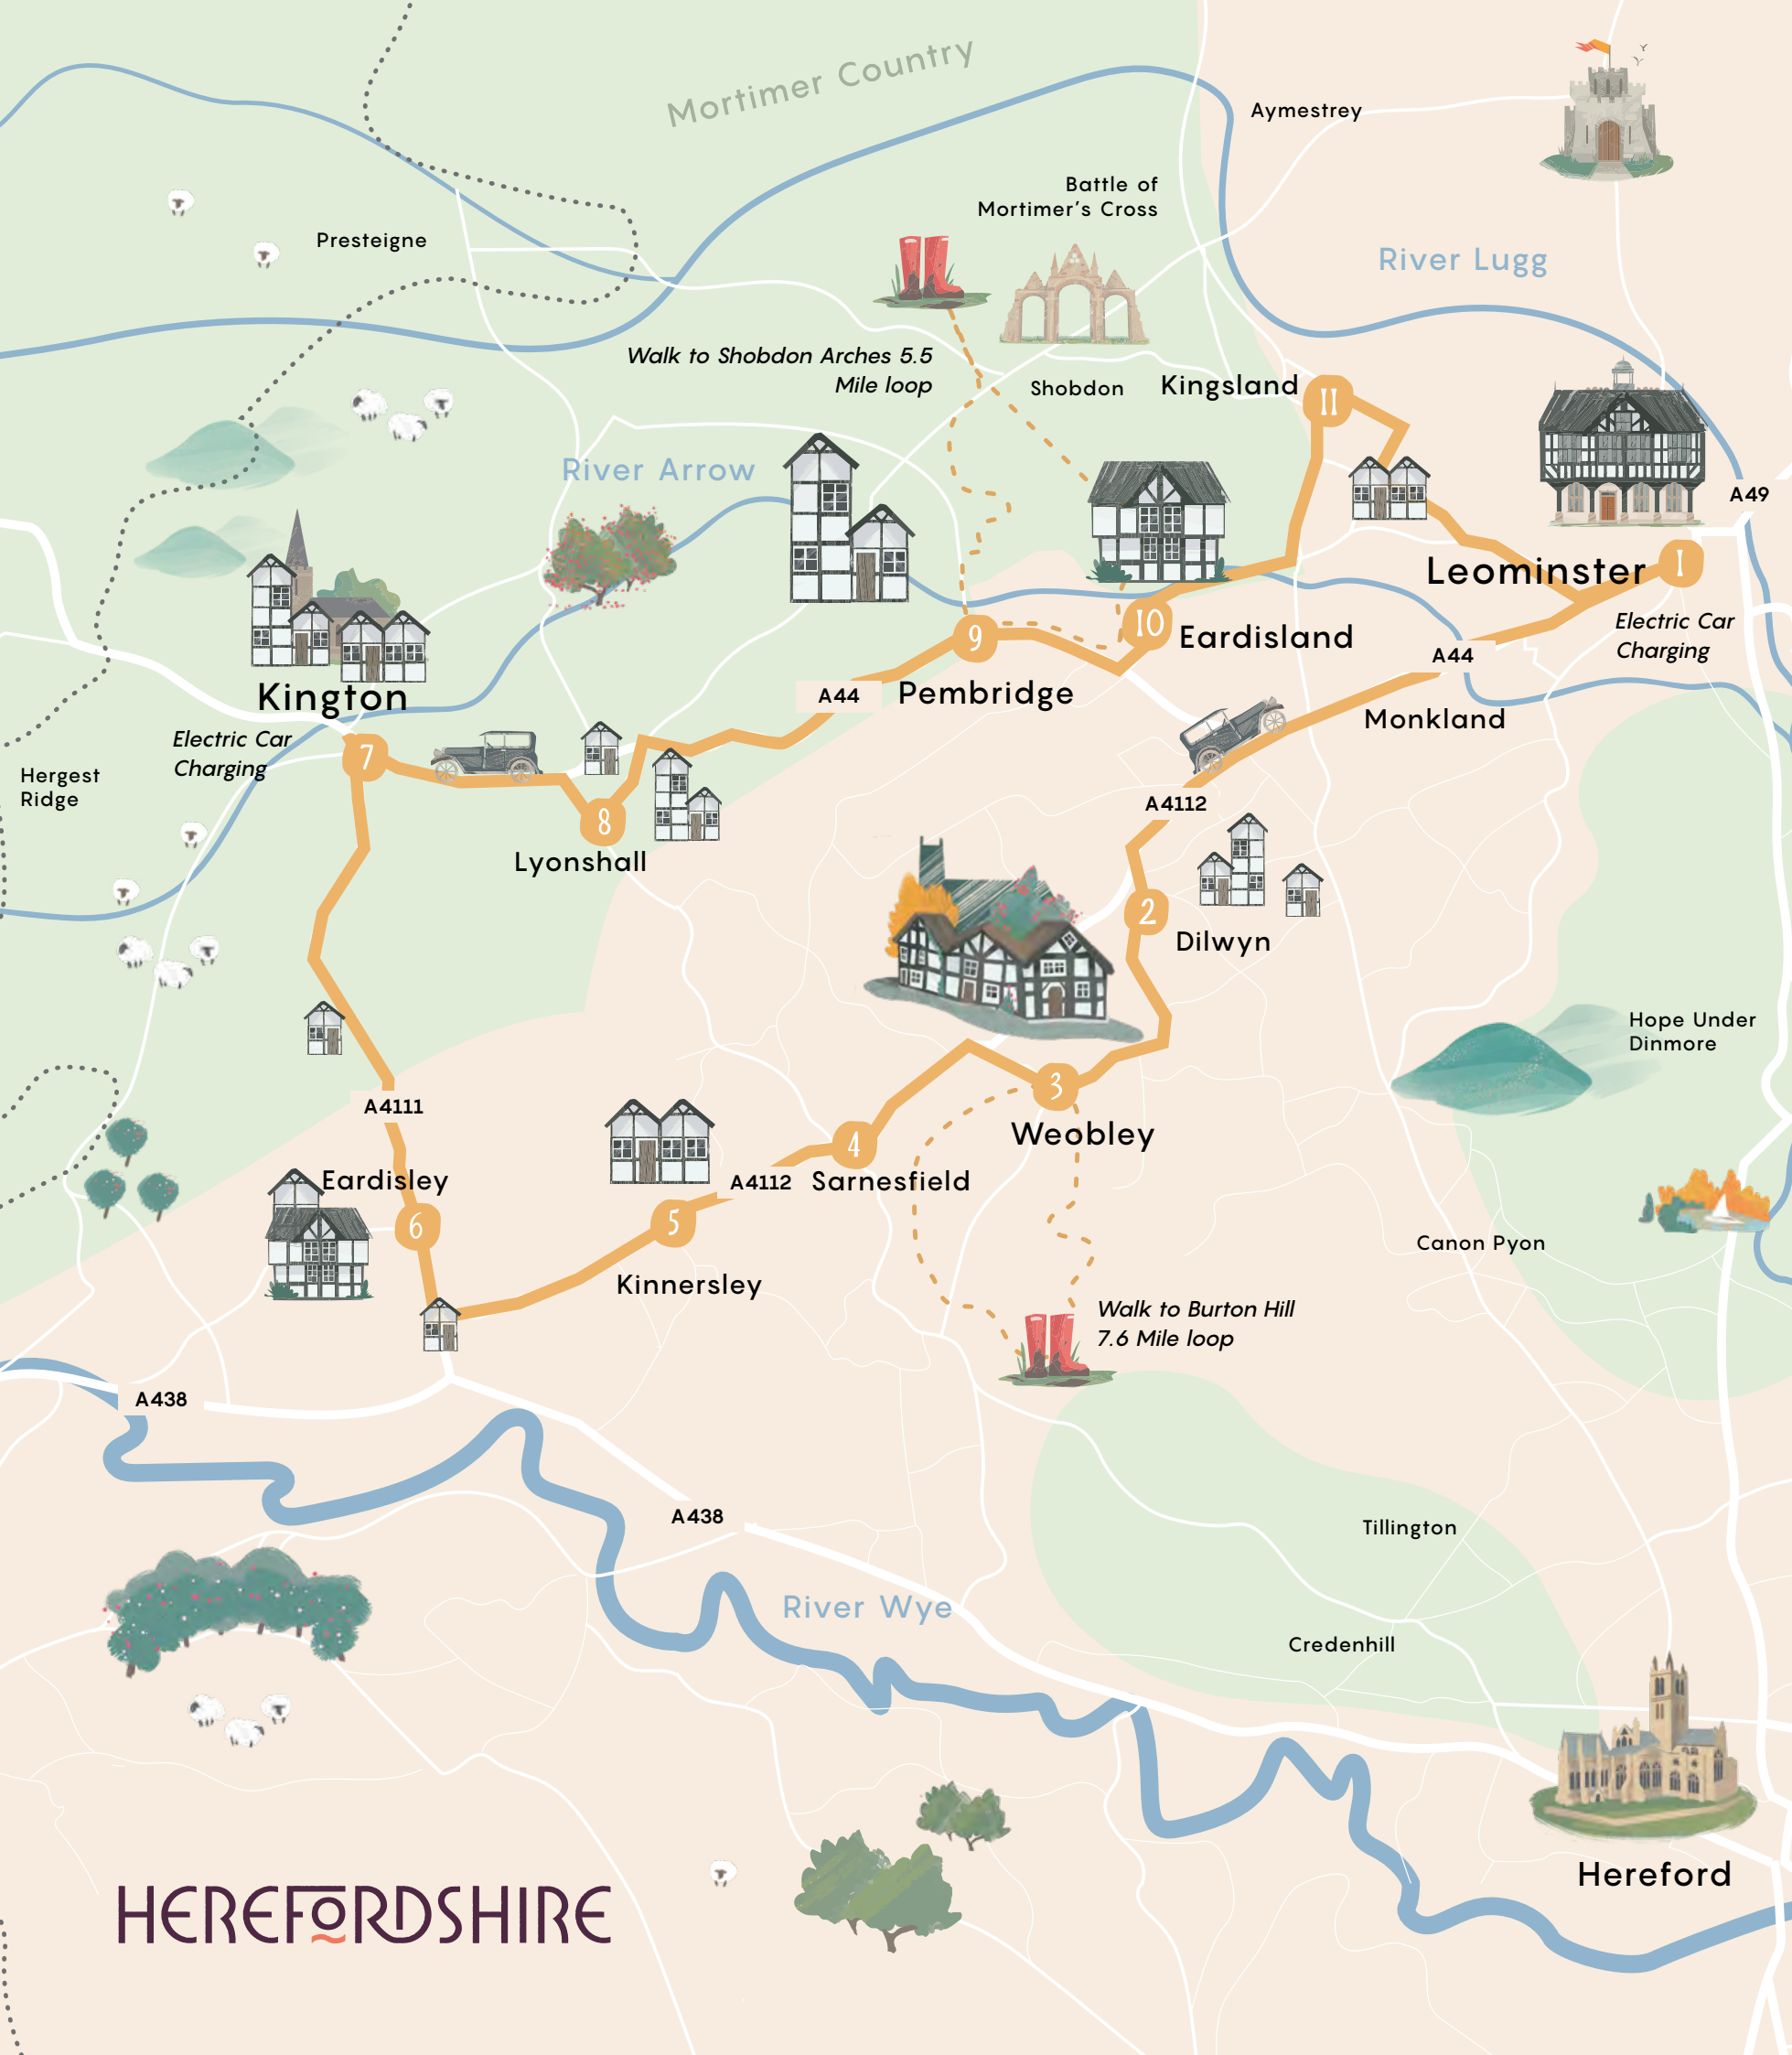 Mortimer Country
Aymestrey
Battle of
Mortimer's Cross
Presteigne
River Lugg
Walk to Shobdon Arches 5.5
Mile loop
Shobdon
Kingsland
11
River Arrow
A49
Leominster
1
Electric Car
Charging
10
Eardisland
9
Pembridge
A44
A44
Monkland
Kington
Electric Car
Charging
7
Hergest
Ridge
8
Lyonshall
A4112
2
Dilwyn
Hope Under
Dinmore
3
Weobley
A4111
4
Sarnesfield
A4112
Eardisley
6
5
Kinnersley
Canon Pyon
Walk to Burton Hill
7.6 Mile loop
A438
A438
Tillington
River Wye
Credenhill
Hereford
HEREFORDSHIRE